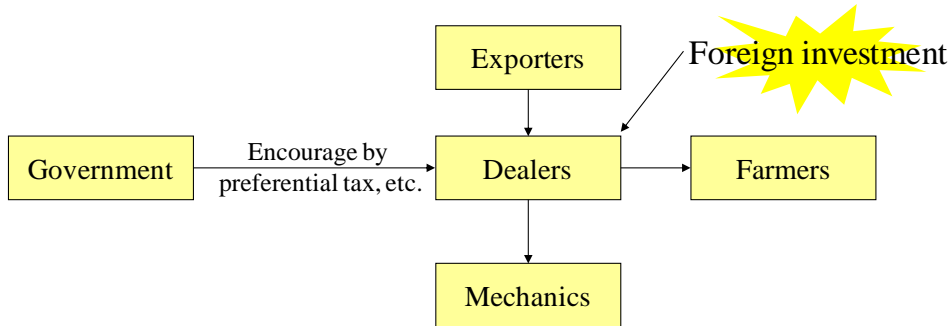 Exporters
Foreign investment
Government
Encourage by
preferential tax, etc.
Dealers
Farmers
Mechanics